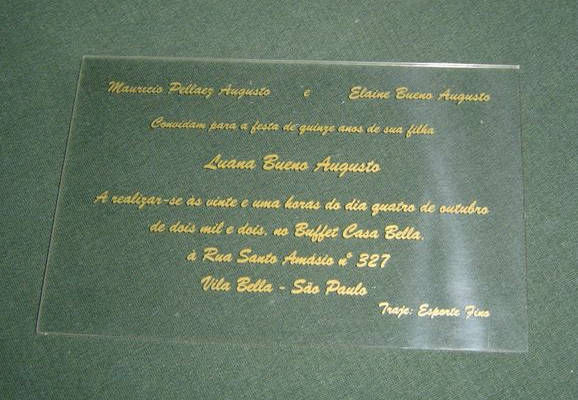 Maurício Pellaez Augusto e Elaine Bueno Augusto
Convidam para a festa de quinze anos de sua filha
Luana Bueno Augusto
A realizar-se às vinte e uma horas do dia quatro de outubro
de dois mil e dois, no Buffet Casa Bella,
à Rua Santo Amásio nº 327
Vila Bella - São Paulo
Traje: Esporte Fino